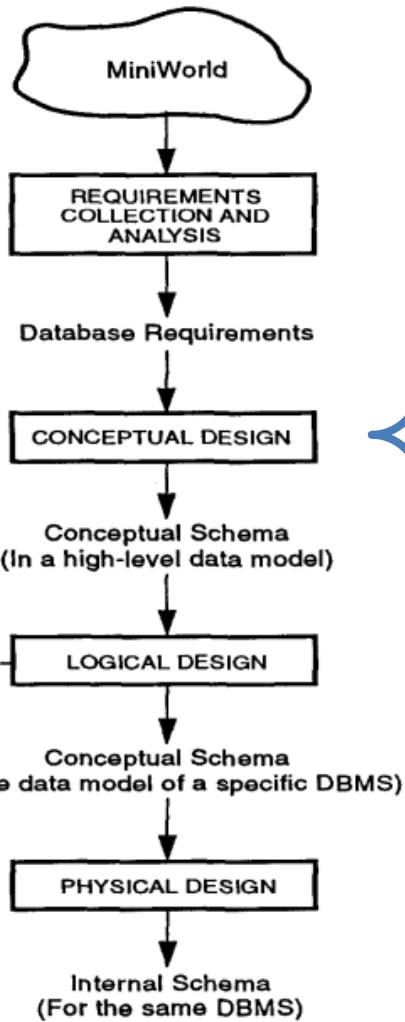 MiniWorld
REQUIREMENTS
COLLECTION AND
ANALYSIS
Database Requirements
CONCEPTUAL DESIGN
Conceptual Schema
(In a high-level data model)
LOGICAL DESIGN
Conceptual Schema
data model of a specific DBMS)
PHYSICAL DESIGN
Internal Schema
(For the same DBMS)